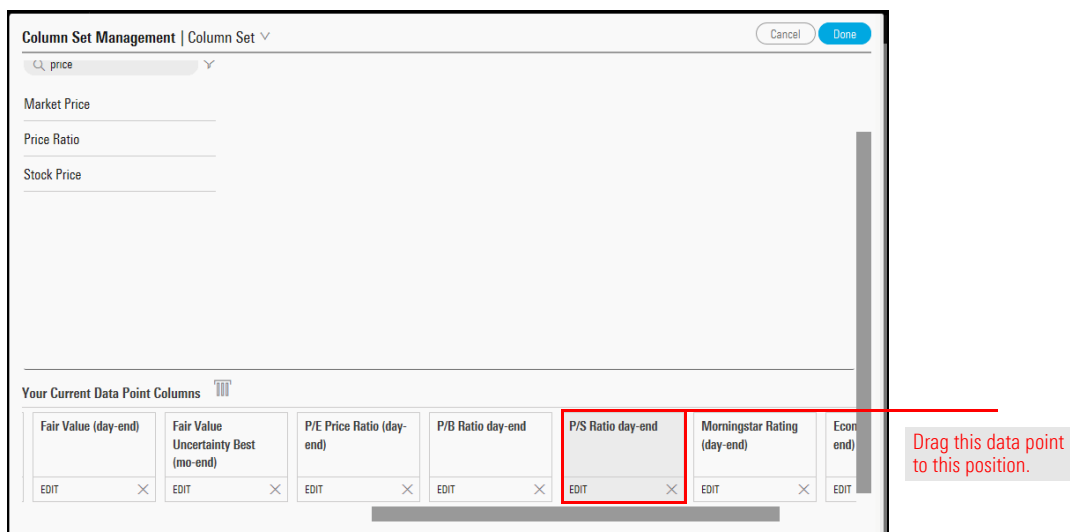 Column Set Management | Column Set
Cancel
Done
price
Market Price
Price Ratio
Stock Price
Your Current Data Point Columns
Fair Value (day-end)
EDIT
Fair Value
Uncertainty Best
(mo-end)
EDIT
P/E Price Ratio (day-
end)
EDIT
P/B Ratio day-end
EDIT
P/S Ratio day-end
EDIT
Morningstar Rating
(day-end)
EDIT
Econ
end)
EDIT
Drag this data point
to this position.